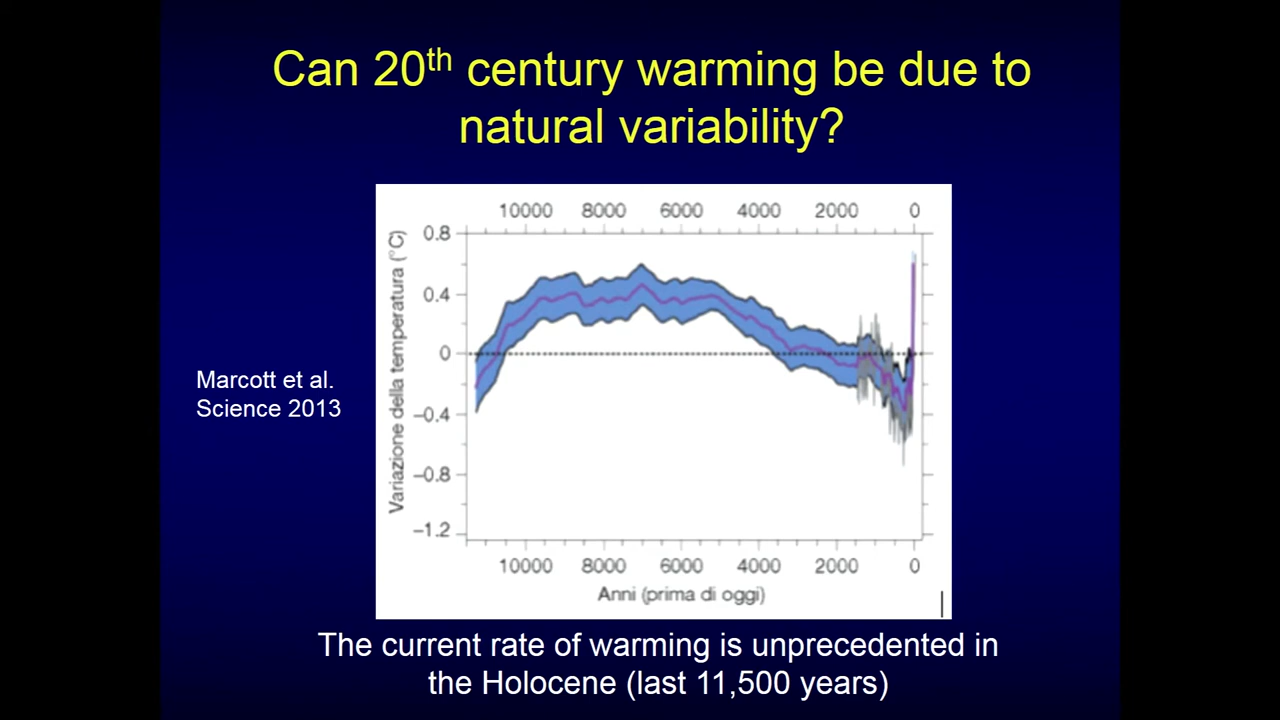 Can 20th century warming be due to
natural variability?
10000 8000 6000 4000 2000 0
Variazione della temperatura (°C)
0.8
0.4
0
−0.4
−0.8
−1.2
10000 8000 6000 4000 2000 0
Anni (prima di oggi)
Marcott et al.
Science 2013
The current rate of warming is unprecedented in
the Holocene (last 11,500 years)